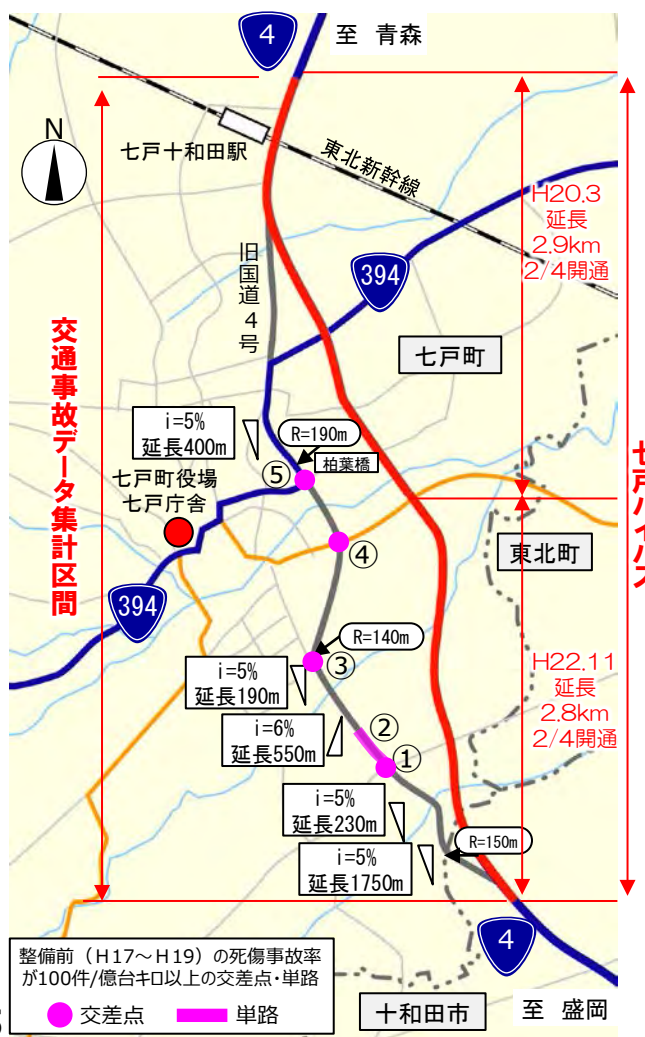 4
至 青森
N
七戸十和田駅
東北新幹線
H20.3
延長
2.9km
2/4開通
旧国道4号
394
七戸町
交通事故データ集計区間
i=5%
延長400m
R=190m
柏葉橋
⑤
七戸町役場
七戸庁舎
④
東北町
394
R=140m
③
i=5%
延長190m
H22.11
延長
2.8km
2/4開通
i=6%
延長550m
②
①
i=5%
延長230m
R=150m
i=5%
延長1750m
4
整備前（H17～H19）の死傷事故率
が100件/億台キロ以上の交差点・単路
交差点
単路
十和田市
至 盛岡